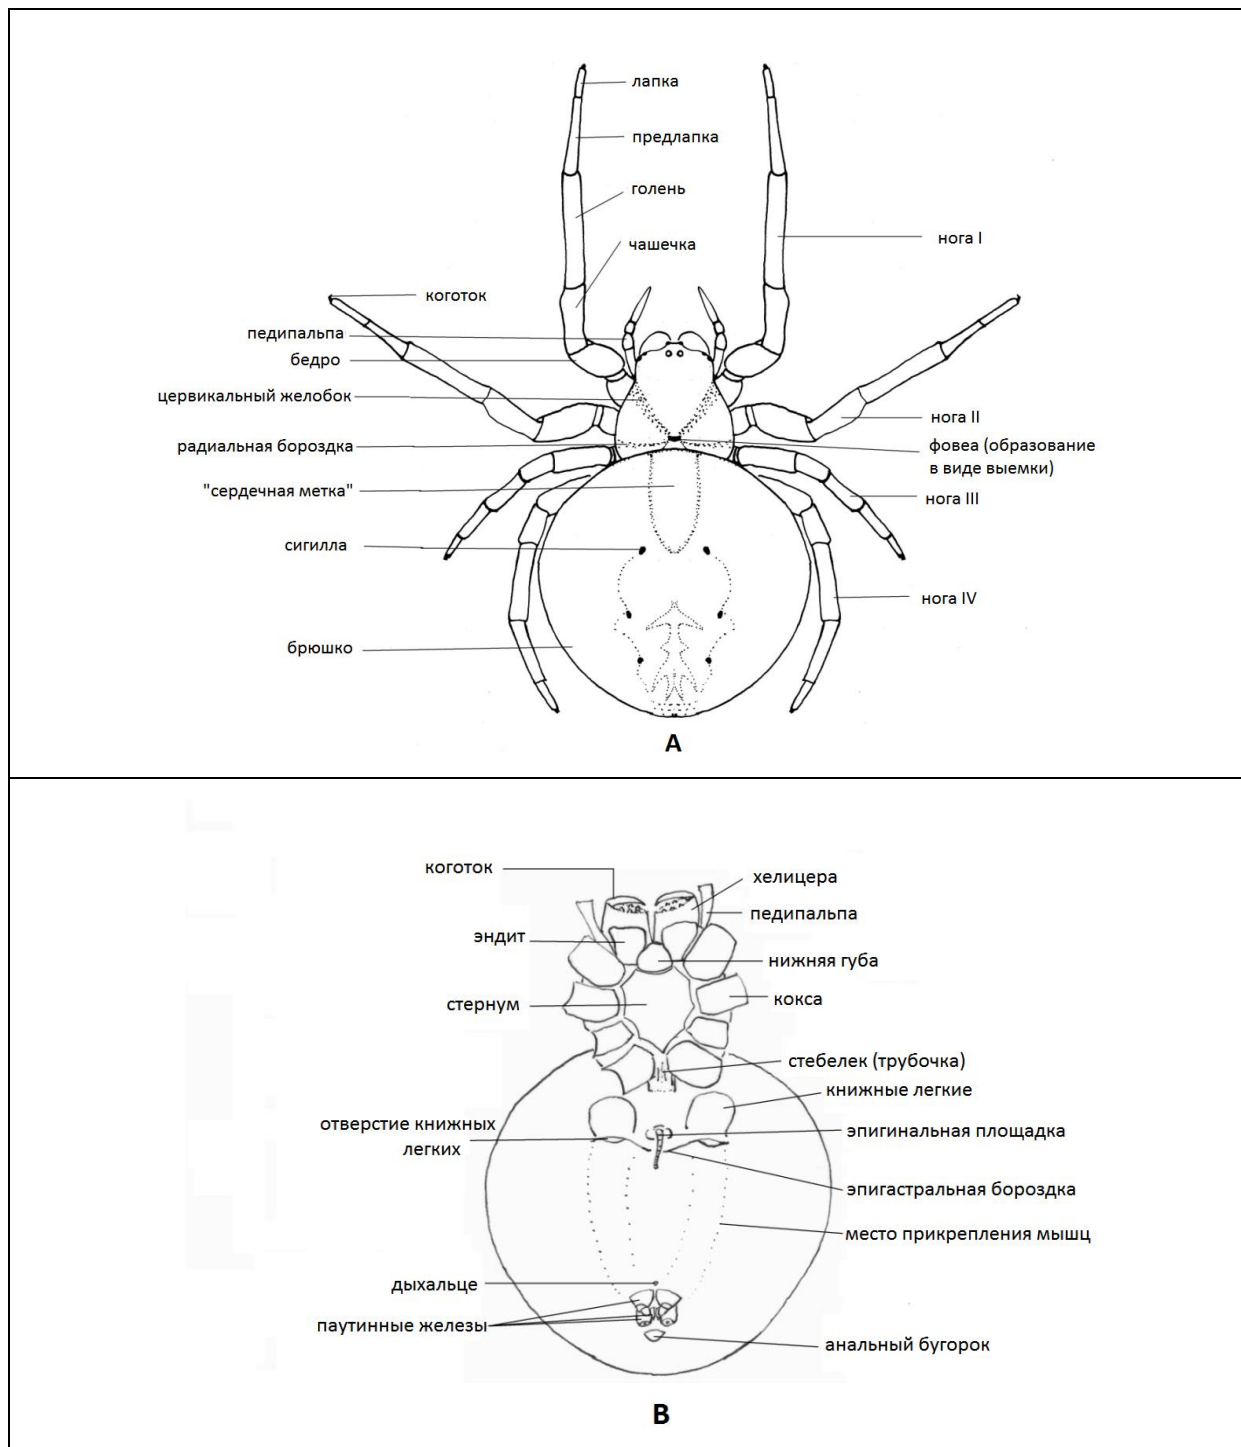 лапка
предлапка
голень
чашечка
нога I
коготок
педипальпа
бедро
цервикальный желобок
нога II
радиальная бороздка
фовеа (образование
в виде выемки)
"сердечная метка"
нога III
сигилла
нога IV
брюшко
A
коготок
хелицера
педипальпа
эндит
нижняя губа
стернум
кокса
стебелек (трубочка)
книжные легкие
отверстие книжных
легких
эпигинальная площадка
эпигастральная бороздка
место прикрепления мышц
дыхальце
паутинные железы
анальный бугорок
B